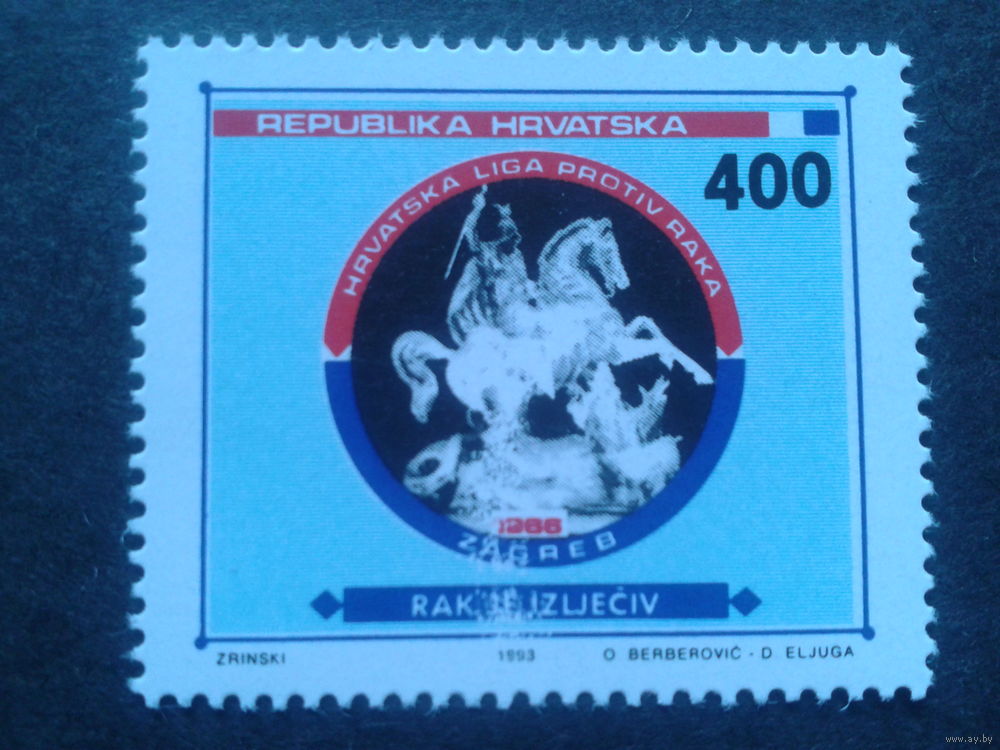 REPUBLIKA HRVATSKA
400
HRVATSKA LIGA PROTIV RAKA
1966
ZAGREB
RAK JE IZLJEČIV
ZRINSKI 1993 O. BERBEROVIĆ - D. ELJUGA
www.ay.by